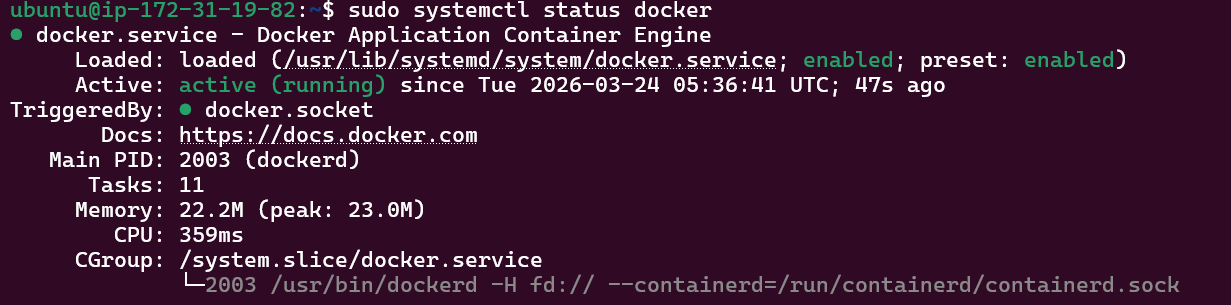 ubuntu@ip-172-31-19-82:~$ sudo systemctl status docker
● docker.service - Docker Application Container Engine
Loaded: loaded (/usr/lib/systemd/system/docker.service; enabled; preset: enabled)
Active: active (running) since Tue 2026-03-24 05:36:41 UTC; 47s ago
TriggeredBy: ● docker.socket
Docs: https://docs.docker.com
Main PID: 2003 (dockerd)
Tasks: 11
Memory: 22.2M (peak: 23.0M)
CPU: 359ms
CGroup: /system.slice/docker.service
└─2003 /usr/bin/dockerd -H fd:// --containerd=/run/containerd/containerd.sock